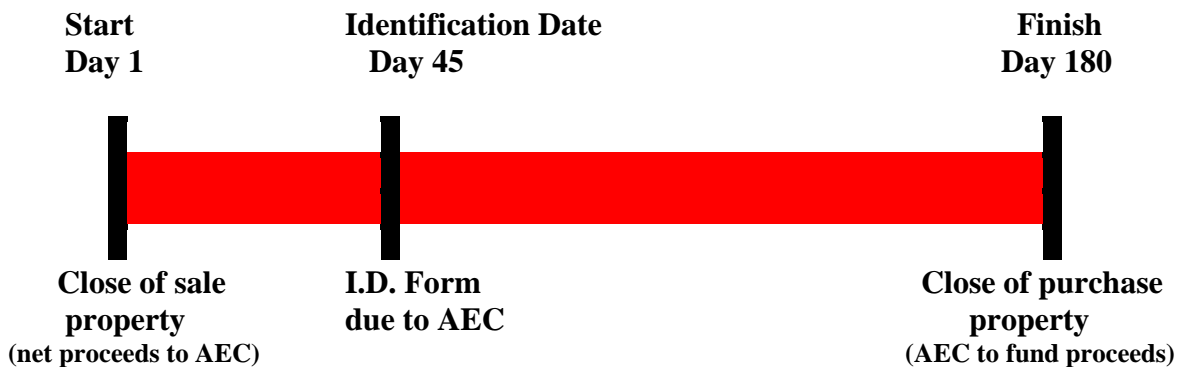 Start
Day 1
Identification Date
Day 45
Finish
Day 180
Close of sale
property
(net proceeds to AEC)
I.D. Form
due to AEC
Close of purchase
property
(AEC to fund proceeds)